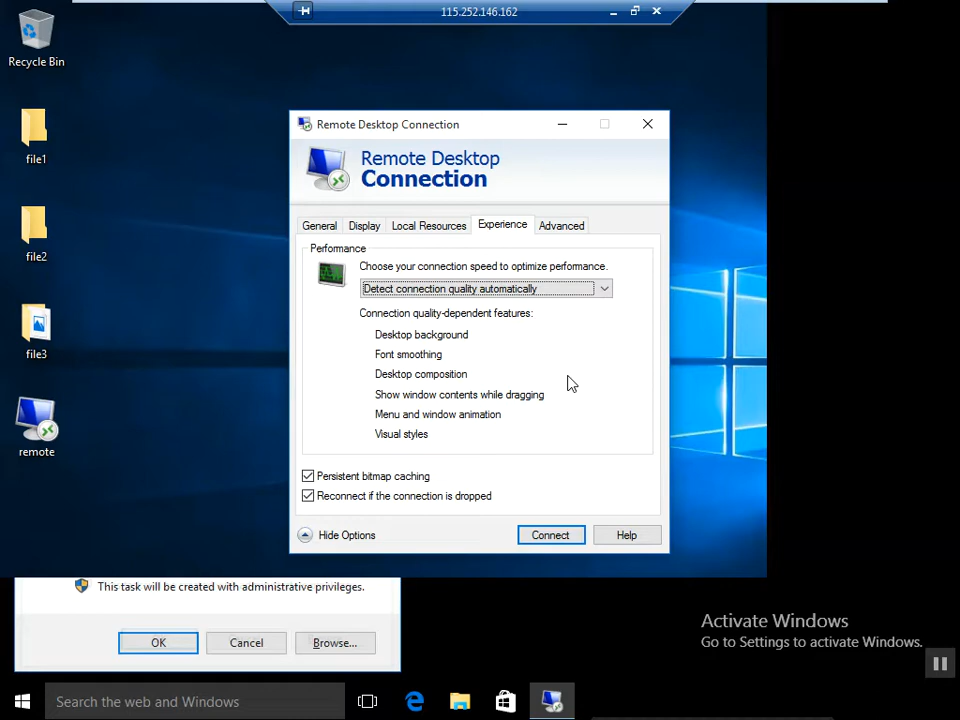 115.252.146.162
Recycle Bin
file1
file2
file3
remote
Remote Desktop Connection
Remote Desktop
Connection
General
Display
Local Resources
Experience
Advanced
Performance
Choose your connection speed to optimize performance.
Detect connection quality automatically
Connection quality-dependent features:
Desktop background
Font smoothing
Desktop composition
Show window contents while dragging
Menu and window animation
Visual styles
Persistent bitmap caching
Reconnect if the connection is dropped
Hide Options
Connect
Help
This task will be created with administrative privileges.
OK
Cancel
Browse...
Activate Windows
Go to Settings to activate Windows.
Search the web and Windows